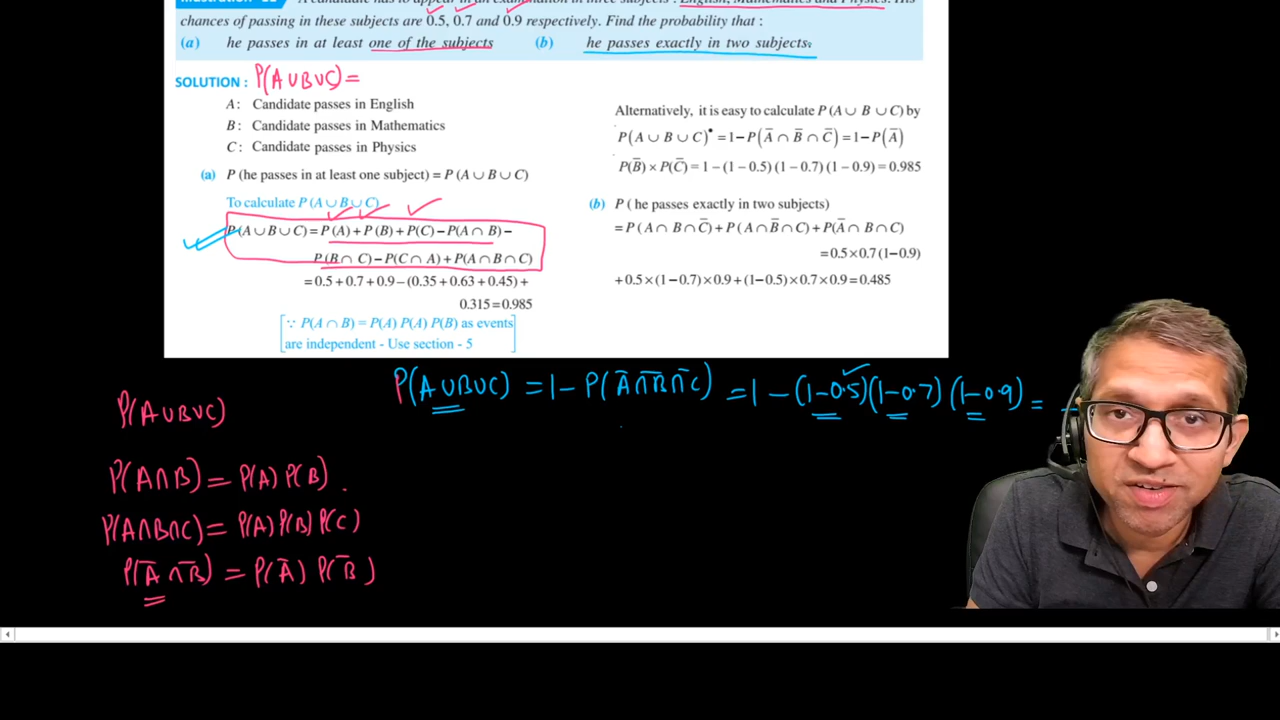 chances of passing in these subjects are 0.5, 0.7 and 0.9 respectively. Find the probability that :
(a) he passes in at least one of the subjects (b) he passes exactly in two subjects.
SOLUTION : P(A∪B∪C)=
A: Candidate passes in English
B: Candidate passes in Mathematics
C: Candidate passes in Physics
(a) P (he passes in at least one subject) = P (A ∪ B ∪ C)
To calculate P (A ∪ B ∪ C)
P(A ∪ B ∪ C) = P (A) + P (B) + P(C) − P(A ∩ B) −
P(B ∩ C) − P(C ∩ A) + P(A ∩ B ∩ C)
= 0.5 + 0.7 + 0.9 − (0.35 + 0.63 + 0.45) +
0.315 = 0.985
[∵ P(A ∩ B) = P(A) P(A) P(B) as events
are independent - Use section - 5]
Alternatively, it is easy to calculate P (A ∪ B ∪ C) by
P(A ∪ B ∪ C) = 1 − P(A̅ ∩ B̅ ∩ C̅) = 1 − P(A̅)
P(B̅) × P(C̅) = 1 − (1 − 0.5) (1 − 0.7) (1 − 0.9) = 0.985
(b) P ( he passes exactly in two subjects)
= P( A ∩ B ∩ C̅) + P( A ∩ B̅ ∩ C) + P(A̅ ∩ B ∩ C)
= 0.5 × 0.7 (1 − 0.9)
+ 0.5 × (1 − 0.7) × 0.9 + (1 − 0.5) × 0.7 × 0.9 = 0.485
P(A∪B∪C) = 1 − P(A̅∩B̅∩C̅) = 1 − (1−0.5)(1−0.7)(1−0.9) =
P(A∪B∪C)
P(A∩B) = P(A) P(B).
P(A∩B∩C) = P(A) P(B) P(C)
P(A̅∩B̅) = P(A̅) P(B̅)